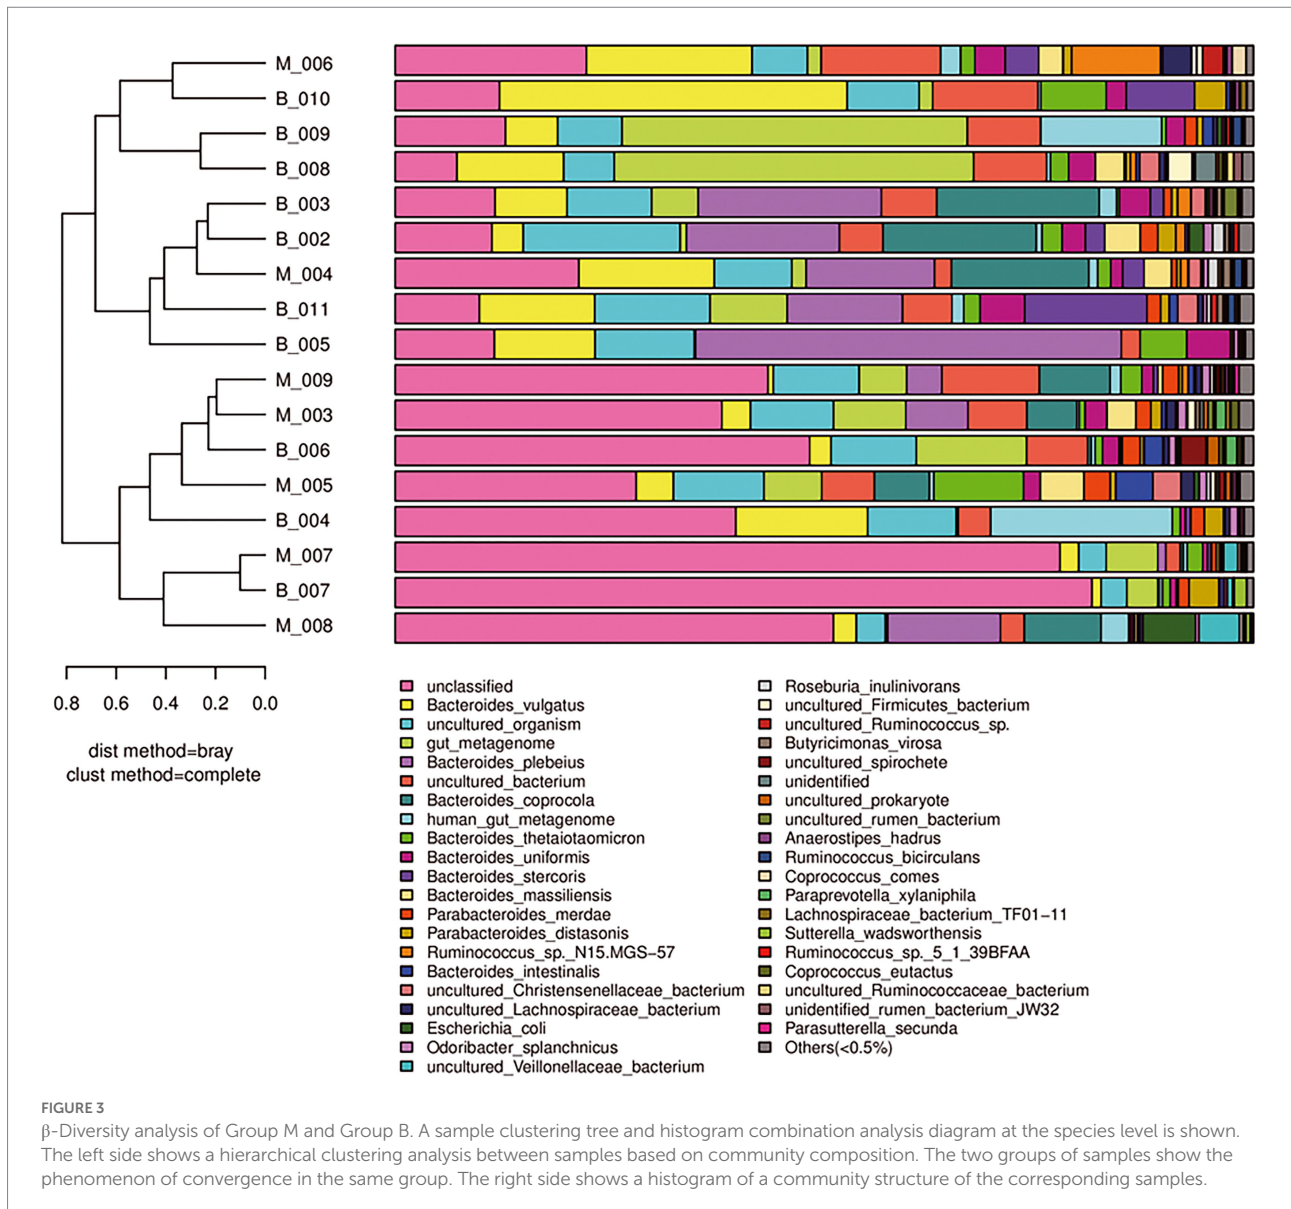 M_006
B_010
B_009
B_008
B_003
B_002
M_004
B_011
B_005
M_009
M_003
B_006
M_005
B_004
M_007
B_007
M_008
0.8 0.6 0.4 0.2 0.0
dist method=bray
clust method=complete
unclassified
Bacteroides_vulgatus
uncultured_organism
gut_metagenome
Bacteroides_plebeius
uncultured_bacterium
Bacteroides_coprocola
human_gut_metagenome
Bacteroides_thetaiotaomicron
Bacteroides_uniformis
Bacteroides_stercoris
Bacteroides_massiliensis
Parabacteroides_merdae
Parabacteroides_distasonis
Ruminococcus_sp._N15.MGS−57
Bacteroides_intestinalis
uncultured_Christensenellaceae_bacterium
uncultured_Lachnospiraceae_bacterium
Escherichia_coli
Odoribacter_splanchnicus
uncultured_Veillonellaceae_bacterium
Roseburia_inulinivorans
uncultured_Firmicutes_bacterium
uncultured_Ruminococcus_sp.
Butyricimonas_virosa
uncultured_spirochete
unidentified
uncultured_prokaryote
uncultured_rumen_bacterium
Anaerostipes_hadrus
Ruminococcus_bicirculans
Coprococcus_comes
Paraprevotella_xylaniphila
Lachnospiraceae_bacterium_TF01−11
Sutterella_wadsworthensis
Ruminococcus_sp._5_1_39BFAA
Coprococcus_eutactus
uncultured_Ruminococcaceae_bacterium
unidentified_rumen_bacterium_JW32
Parasutterella_secunda
Others(<0.5%)
FIGURE 3
β-Diversity analysis of Group M and Group B. A sample clustering tree and histogram combination analysis diagram at the species level is shown.
The left side shows a hierarchical clustering analysis between samples based on community composition. The two groups of samples show the
phenomenon of convergence in the same group. The right side shows a histogram of a community structure of the corresponding samples.